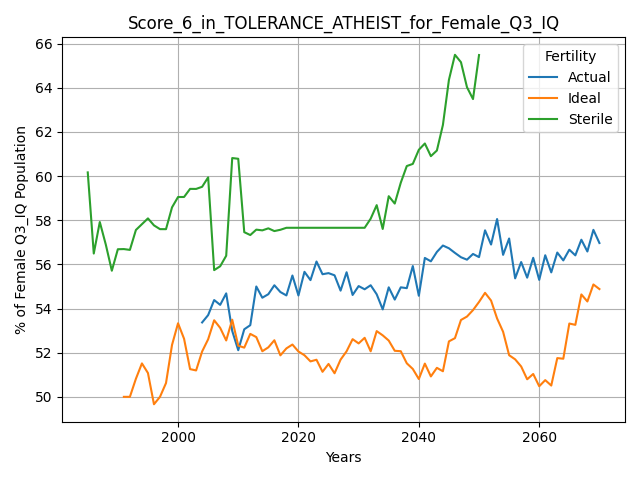 Score_6_in_TOLERANCE_ATHEIST_for_Female_Q3_IQ
% of Female Q3_IQ Population
66
64
62
60
58
56
54
52
50
Fertility
Actual
Ideal
Sterile
2000
2020
2040
2060
Years